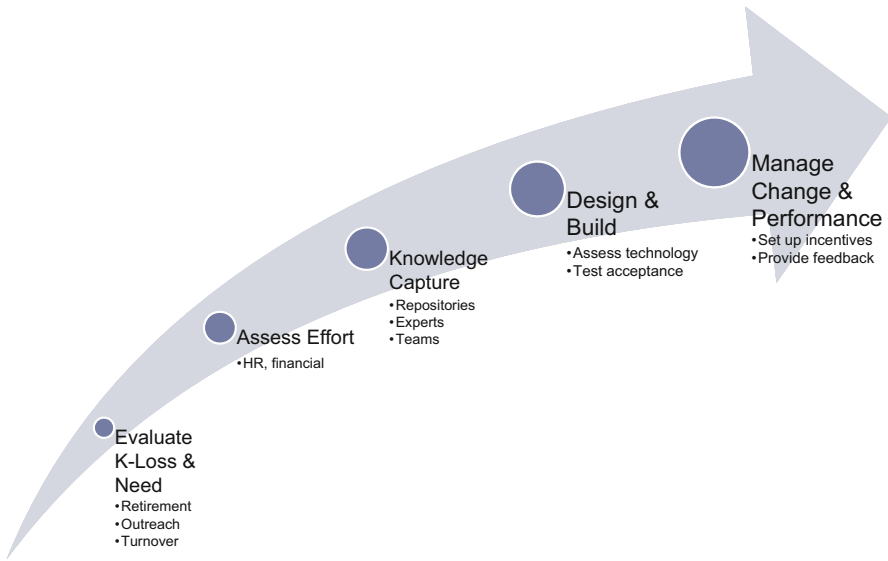 Evaluate
K-Loss &
Need
•Retirement
•Outreach
•Turnover
Assess Effort
•HR, financial
Knowledge
Capture
•Repositories
•Experts
•Teams
Design &
Build
•Assess technology
•Test acceptance
Manage
Change &
Performance
•Set up incentives
•Provide feedback